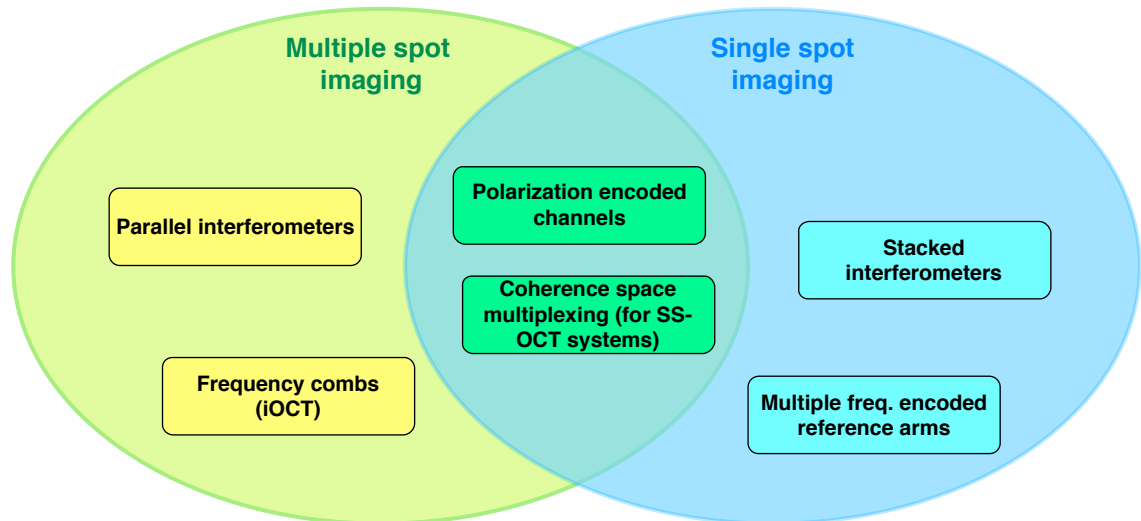 Multiple spot
imaging
Single spot
imaging
Parallel interferometers
Frequency combs
(iOCT)
Polarization encoded
channels
Coherence space
multiplexing (for SS-
OCT systems)
Stacked
interferometers
Multiple freq. encoded
reference arms